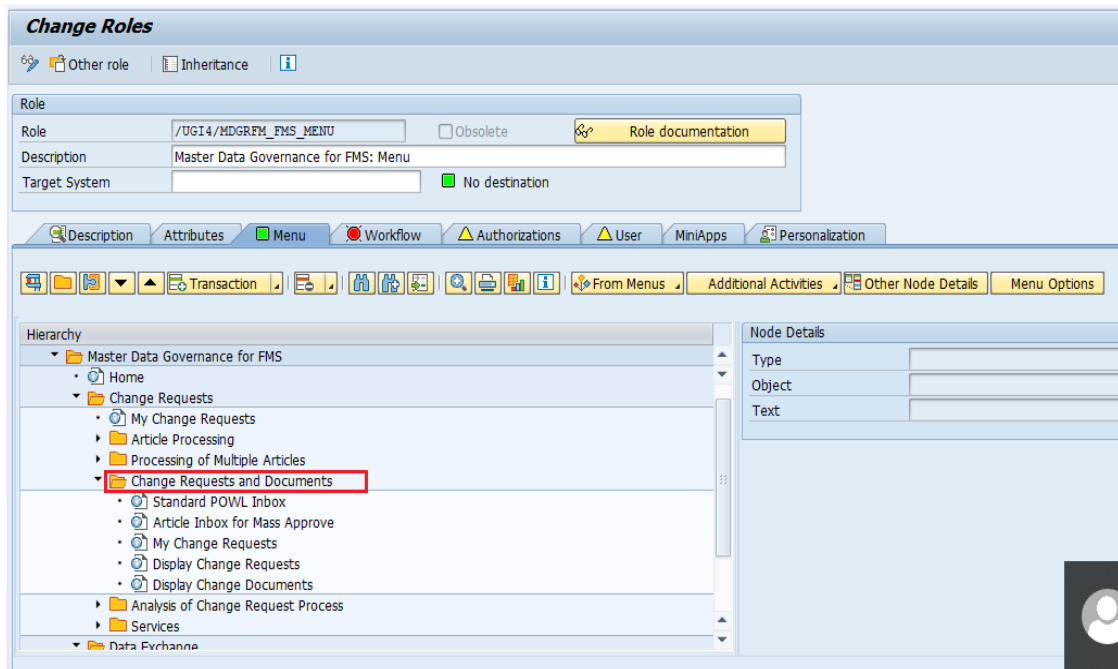 Change Roles
Other role Inheritance
Role
Role /UGI4/MDGRFM_FMS_MENU Obsolete Role documentation
Description Master Data Governance for FMS: Menu
Target System No destination
Description Attributes Menu Workflow Authorizations User MiniApps Personalization
Transaction From Menus Additional Activities Other Node Details Menu Options
Hierarchy
Master Data Governance for FMS
Home
Change Requests
My Change Requests
Article Processing
Processing of Multiple Articles
Change Requests and Documents
Standard POWL Inbox
Article Inbox for Mass Approve
My Change Requests
Display Change Requests
Display Change Documents
Analysis of Change Request Process
Services
Data Exchange
Node Details
Type
Object
Text